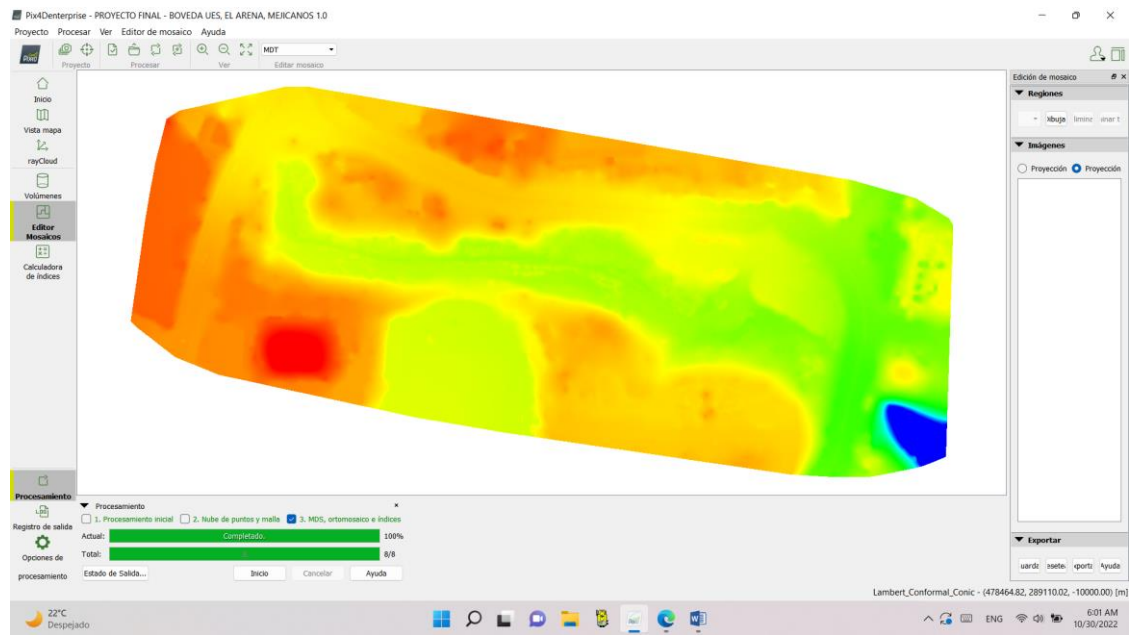 Pix4Denterprise - PROYECTO FINAL - BOVEDA UES, EL ARENA, MEJICANOS 1.0
Proyecto Procesar Ver Editor de mosaico Ayuda
MDT
Proyecto Procesar Ver Editar mosaico
Inicio
Vista mapa
rayCloud
Volúmenes
Editor
Mosaicos
Calculadora
de índices
Edición de mosaico
Regiones
Imágenes
Proyección Proyección
Exportar
Ayuda
Procesamiento
Registro de salida
Opciones de
procesamiento
Procesamiento
1. Procesamiento inicial 2. Nube de puntos y malla 3. MDS, ortomosaico e índices
Actual: Completado. 100%
Total: 8/8
Estado de Salida... Inicio Cancelar Ayuda
Lambert_Conformal_Conic - (478464.82, 289110.02, -10000.00) [m]
22°C
Despejado
ENG
6:01 AM
10/30/2022